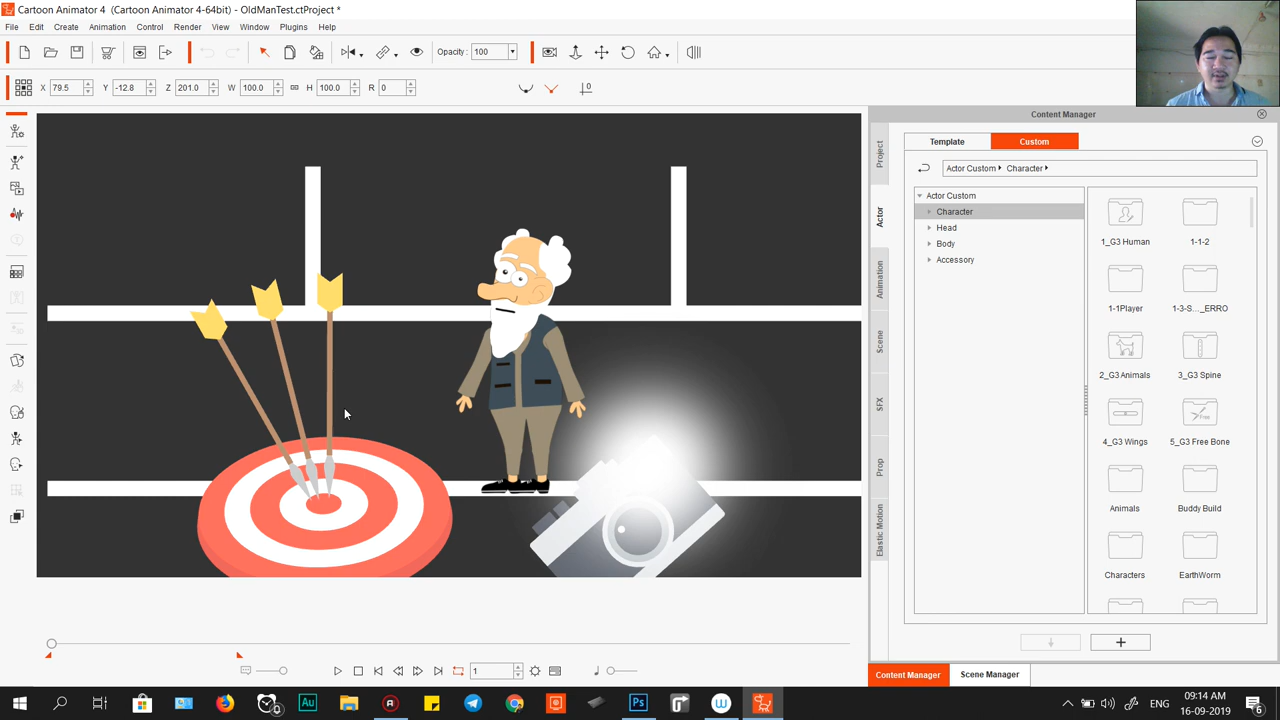 Cartoon Animator 4 (Cartoon Animator 4-64bit) - OldManTest.ctProject *
File Edit Create Animation Control Render View Window Plugins Help
Opacity : 100
X 79.5 Y -12.8 Z 201.0 W 100.0 H 100.0 R 0
Content Manager
Template Custom
Actor Custom Character
Project
Actor
Animation
Scene
SFX
Prop
Elastic Motion
Actor Custom
Character
Head
Body
Accessory
1_G3 Human 1-1-2
1-1Player 1-3-S..._ERRO
2_G3 Animals 3_G3 Spine
4_G3 Wings 5_G3 Free Bone
Free
Animals Buddy Build
Characters EarthWorm
1
Content Manager Scene Manager
Au
Ps
ENG
09:14 AM
16-09-2019
6